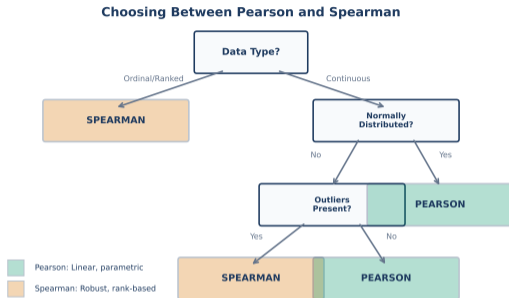 Choosing Between Pearson and Spearman
Data Type?
Ordinal/Ranked
Continuous
SPEARMAN
Normally
Distributed?
No
Yes
Outliers
Present?
PEARSON
Yes
No
SPEARMAN
PEARSON
Pearson: Linear, parametric
Spearman: Robust, rank-based